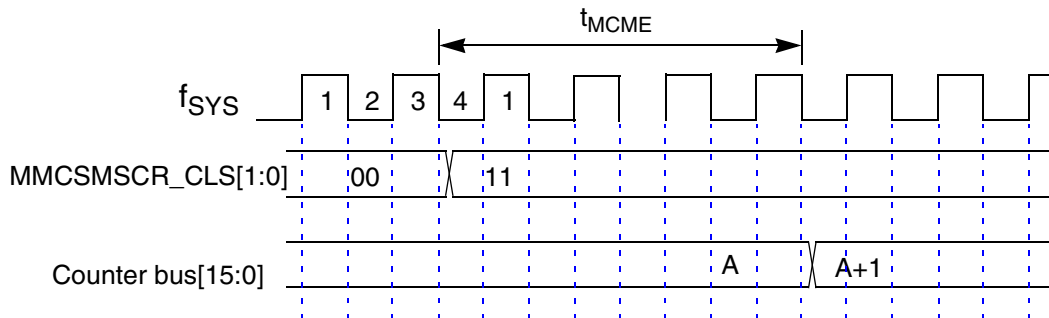 tMCME
fSYS 1 2 3 4 1
MMCSMSCR_CLS[1:0] 00 11
Counter bus[15:0] A A+1